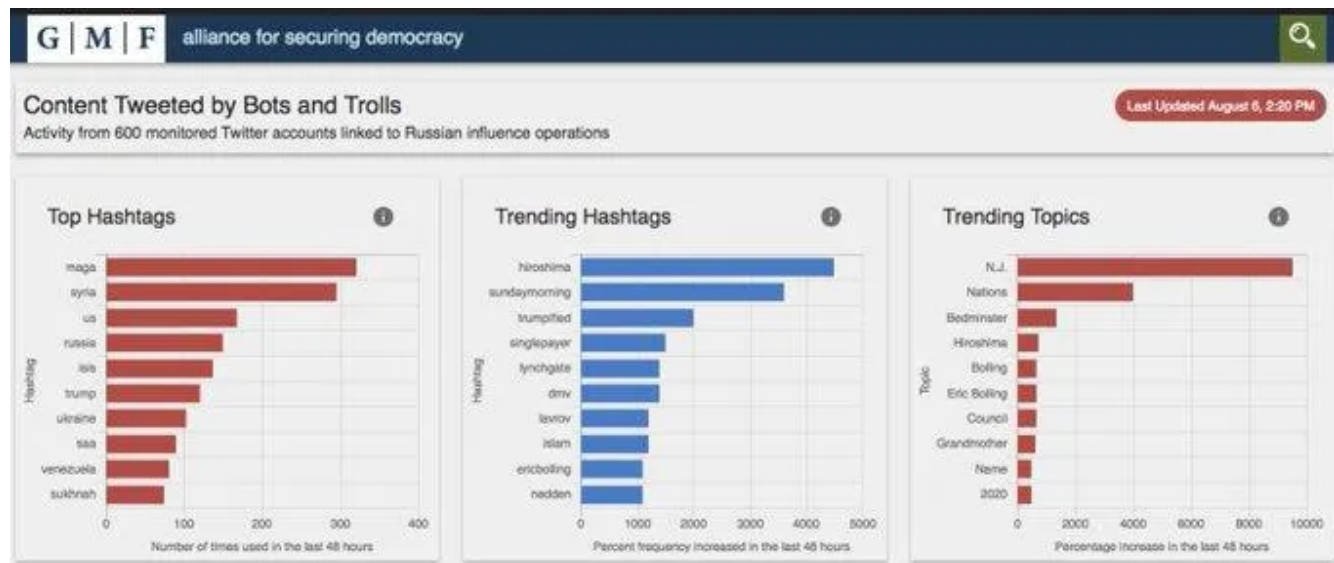 G | M | F alliance for securing democracy
Content Tweeted by Bots and Trolls
Last Updated August 6, 2:20 PM
Activity from 600 monitored Twitter accounts linked to Russian influence operations
Top Hashtags
Hashtag
maga
syria
us
russia
isis
trump
ukraine
saa
venezuela
sukhnah
0 100 200 300 400
Number of times used in the last 48 hours
Trending Hashtags
Hashtag
hiroshima
sundaymorning
trumpified
singlepayer
lynchgate
dmv
lavrov
islam
ericbolling
nedden
0 1000 2000 3000 4000 5000
Percent frequency increased in the last 48 hours
Trending Topics
Topic
N.J.
Nations
Bedminster
Hiroshima
Bolling
Eric Bolling
Council
Grandmother
Name
2020
0 2000 4000 6000 8000 10000
Percentage increase in the last 48 hours